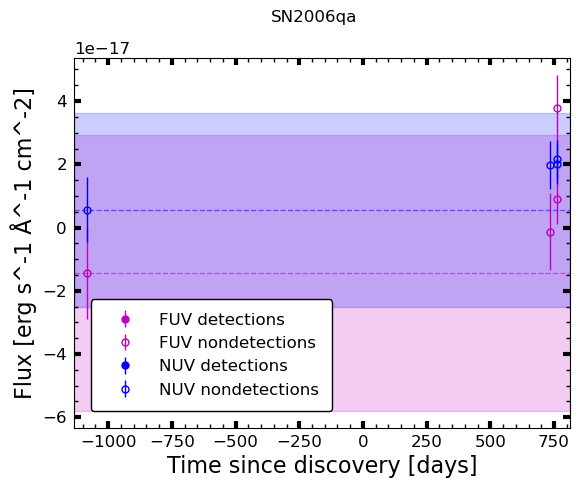 SN2006qa
1e−17
Flux [erg s^-1 Å^-1 cm^-2]
4
2
0
−2
−4
−6
FUV detections
FUV nondetections
NUV detections
NUV nondetections
−1000 −750 −500 −250 0 250 500 750
Time since discovery [days]